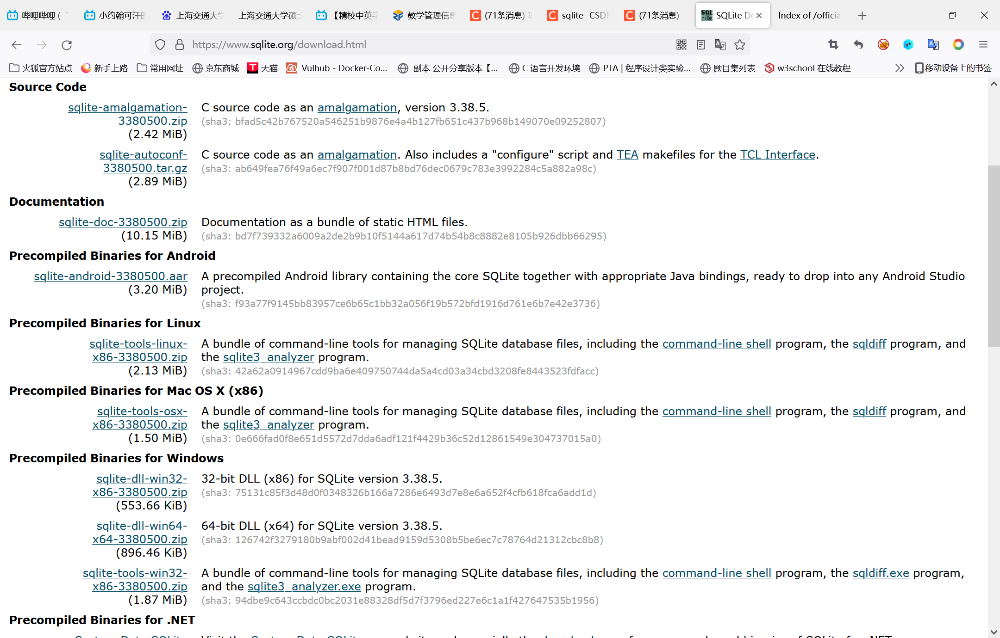 哔哩哔哩 (
小约翰可汗的
上海交通大学
上海交通大学硕士
【精校中英字
教学管理信息
(71条消息)
sqlite- CSDN
(71条消息)
SQLite Do
Index of /officia
https://www.sqlite.org/download.html
火狐官方站点
新手上路
常用网址
京东商城
天猫
Vulhub - Docker-Co...
副本 公开分享版本【...
C 语言开发环境
PTA | 程序设计类实验...
题目集列表
w3school 在线教程
移动设备上的书签
Source Code
sqlite-amalgamation-
3380500.zip
(2.42 MiB)
C source code as an amalgamation, version 3.38.5.
(sha3: bfad5c42b767520a546251b9876e4a4b127fb651c437b968b149070e09252807)
sqlite-autoconf-
3380500.tar.gz
(2.89 MiB)
C source code as an amalgamation. Also includes a "configure" script and TEA makefiles for the TCL Interface.
(sha3: ab649fea76f49a6ec7f907f001d87b8bd76dec0679c783e3992284c5a882a98c)
Documentation
sqlite-doc-3380500.zip
(10.15 MiB)
Documentation as a bundle of static HTML files.
(sha3: bd7f739332a6009a2de2b9b10f5144a617d74b54b8c8882e8105b926dbb66295)
Precompiled Binaries for Android
sqlite-android-3380500.aar
(3.20 MiB)
A precompiled Android library containing the core SQLite together with appropriate Java bindings, ready to drop into any Android Studio
project.
(sha3: f93a77f9145bb83957ce6b65c1bb32a056f19b572bfd1916d761e6b7e42e3736)
Precompiled Binaries for Linux
sqlite-tools-linux-
x86-3380500.zip
(2.13 MiB)
A bundle of command-line tools for managing SQLite database files, including the command-line shell program, the sqldiff program, and
the sqlite3_analyzer program.
(sha3: 42a62a0914967cdd9ba6e409750744da5a4cd03a34cbd3208fe8443523fdfacc)
Precompiled Binaries for Mac OS X (x86)
sqlite-tools-osx-
x86-3380500.zip
(1.50 MiB)
A bundle of command-line tools for managing SQLite database files, including the command-line shell program, the sqldiff program, and
the sqlite3_analyzer program.
(sha3: 0e666fad0f8e651d5572d7dda6adf121f4429b36c52d12861549e304737015a0)
Precompiled Binaries for Windows
sqlite-dll-win32-
x86-3380500.zip
(553.66 KiB)
32-bit DLL (x86) for SQLite version 3.38.5.
(sha3: 75131c85f3d48d0f0348326b166a7286e6493d7e8e6a652f4cfb618fca6add1d)
sqlite-dll-win64-
x64-3380500.zip
(896.46 KiB)
64-bit DLL (x64) for SQLite version 3.38.5.
(sha3: 126742f3279180b9abf002d41bead9159d5308b5be6ec7c78764d21312cbc8b8)
sqlite-tools-win32-
x86-3380500.zip
(1.87 MiB)
A bundle of command-line tools for managing SQLite database files, including the command-line shell program, the sqldiff.exe program,
and the sqlite3_analyzer.exe program.
(sha3: 94dbe9c643ccbdc0bc2031e88328df5d7f3796ed227e6c1a1f427647535b1956)
Precompiled Binaries for .NET